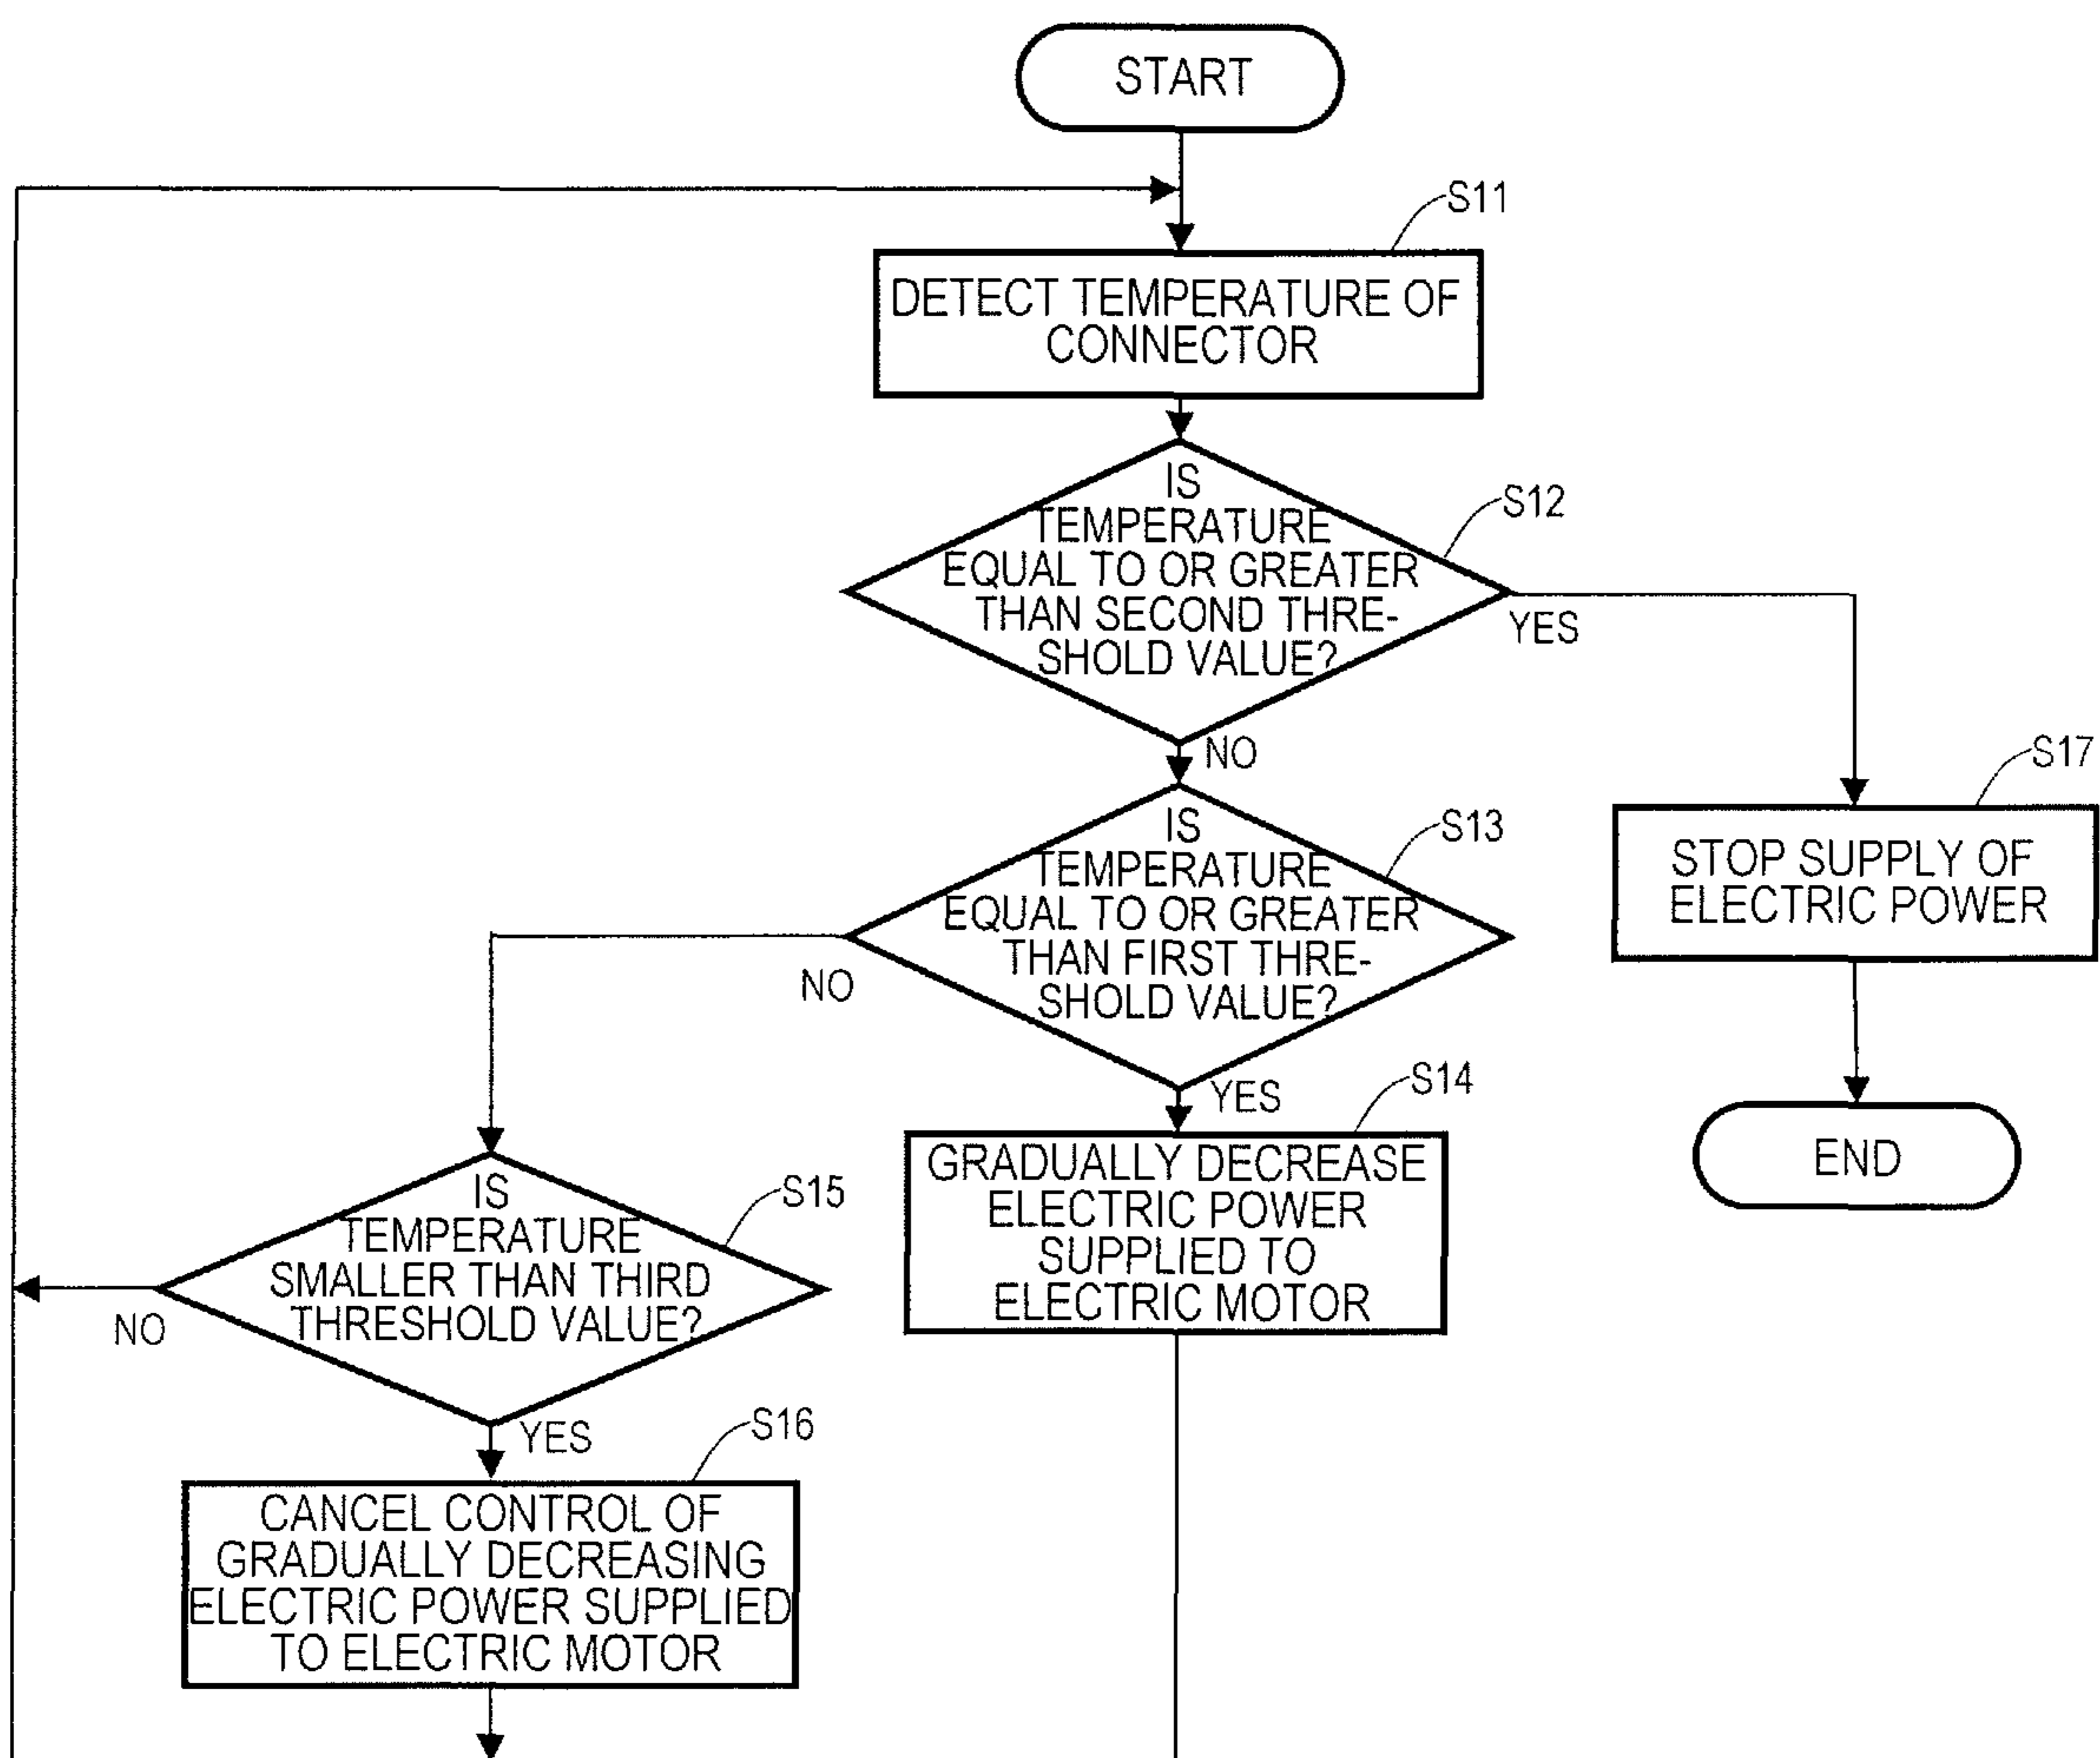 START
S11
DETECT TEMPERATURE OF
CONNECTOR
IS
TEMPERATURE
EQUAL TO OR GREATER
THAN SECOND THRE-
SHOLD VALUE?
S12
YES
NO
S17
STOP SUPPLY OF
ELECTRIC POWER
END
IS
TEMPERATURE
EQUAL TO OR GREATER
THAN FIRST THRE-
SHOLD VALUE?
S13
NO
YES
S14
GRADUALLY DECREASE
ELECTRIC POWER
SUPPLIED TO
ELECTRIC MOTOR
IS
TEMPERATURE
SMALLER THAN THIRD
THRESHOLD VALUE?
S15
NO
YES
S16
CANCEL CONTROL OF
GRADUALLY DECREASING
ELECTRIC POWER SUPPLIED
TO ELECTRIC MOTOR